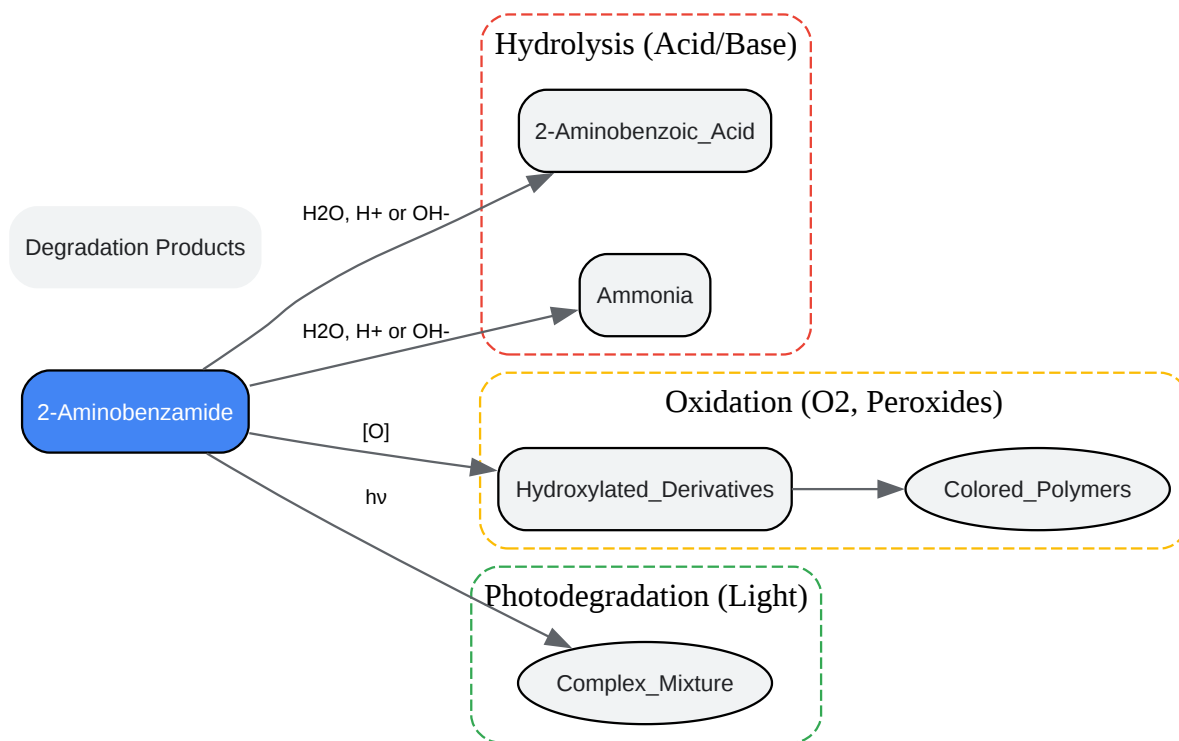 Hydrolysis (Acid/Base)
2-Aminobenzoic_Acid
H2O, H+ or OH-
Degradation Products
Ammonia
H2O, H+ or OH-
2-Aminobenzamide
Oxidation (O2, Peroxides)
[O]
Hydroxylated_Derivatives
Colored_Polymers
hν
Photodegradation (Light)
Complex_Mixture